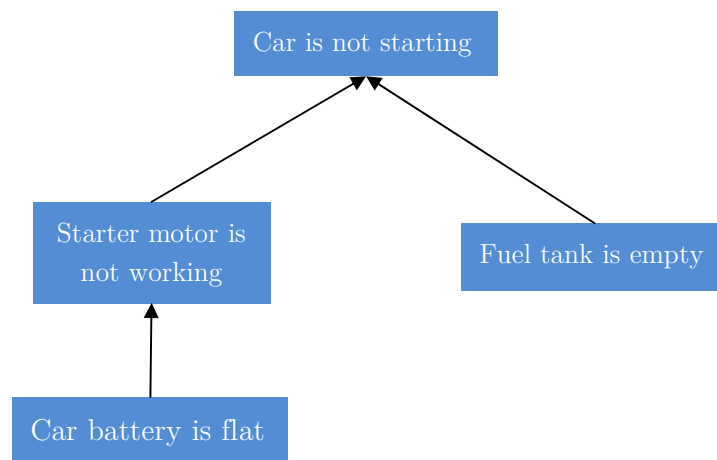 Car is not starting
Starter motor is
not working
Fuel tank is empty
Car battery is flat